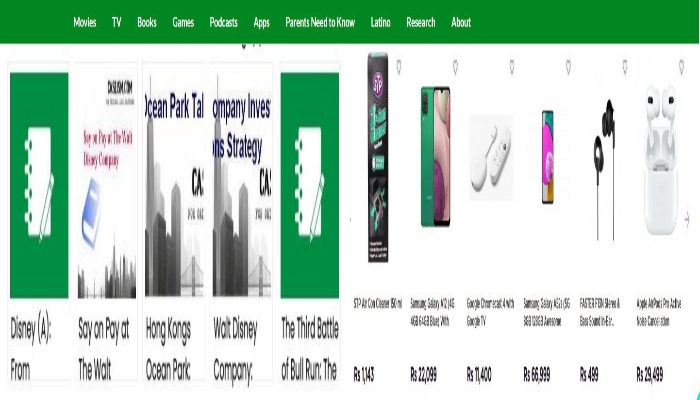 Movies TV Books Games Podcasts Apps Parents Need to Know Latino Research About
CASEISM.COM
Say on Pay at The Walt
Disney Company
Ocean Park Tal
ompany Inves
ns Strategy
CA
CA
STP
Disney (A):
From
Say on Pay at
The Walt
Hong Kongs
Ocean Park:
Walt Disney
Company:
The Third Battle
of Bull Run: The
STP Air Con Cleaner 150 ml
Samsung Galaxy A12 (4G
4GB 64GB Blue) With
Google Chromecast 4 with
Google TV
Samsung Galaxy A52s (5G
8GB 128GB Awesome
FASTER Stereo &
Bass Sound In-Ear...
Apple AirPods Pro Active
Noise Cancellation
Rs 1,143
Rs 22,099
Rs 11,400
Rs 66,999
Rs 499
Rs 29,499